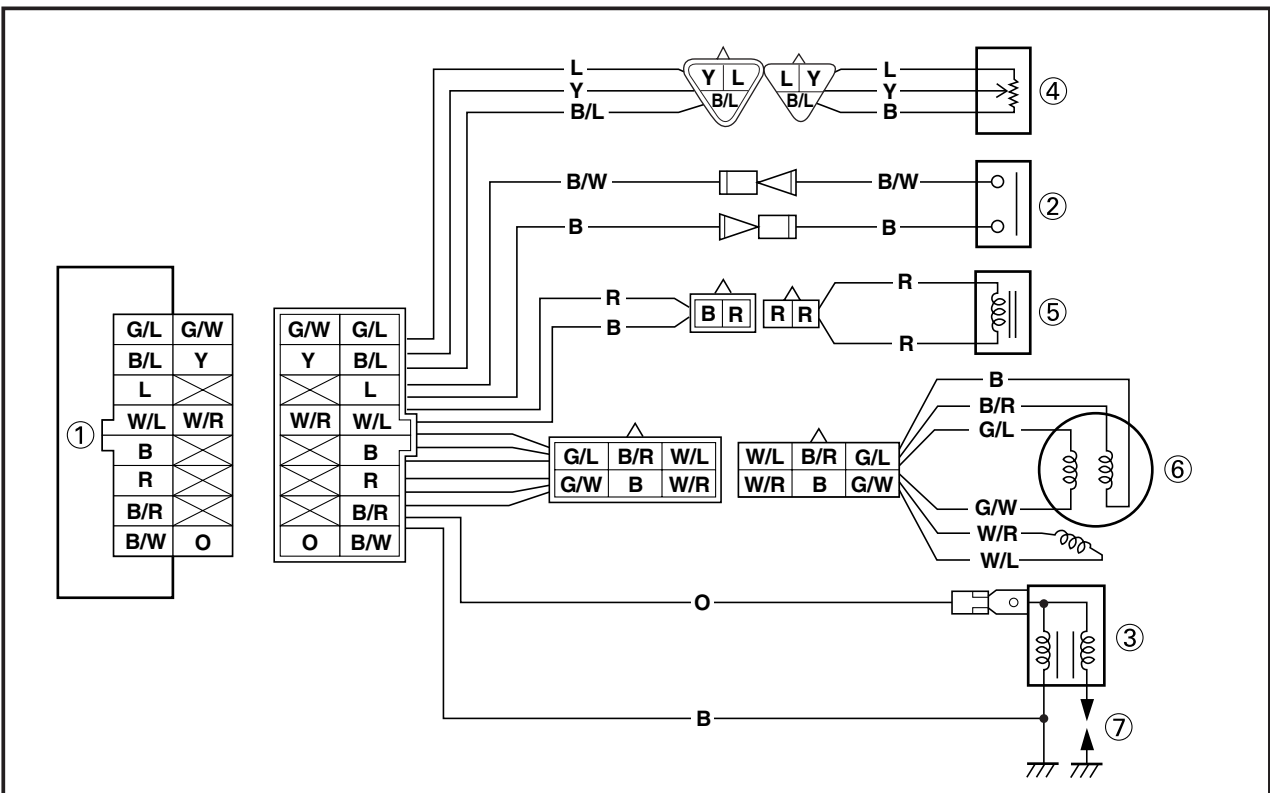 L Y L L Y L
Y B/L B/L Y ④
B/L B
B/W B/W ②
B B
R B R R R R ⑤
B R
① G/L G/W G/W G/L
B/L Y Y B/L
L L
W/L W/R W/R W/L
B B
R R
B/R B/R
B/W O O B/W
G/L B/R W/L W/L B/R G/L
G/W B W/R W/R B G/W
B
B/R
G/L
⑥
G/W
W/R
W/L
O ③
B ⑦